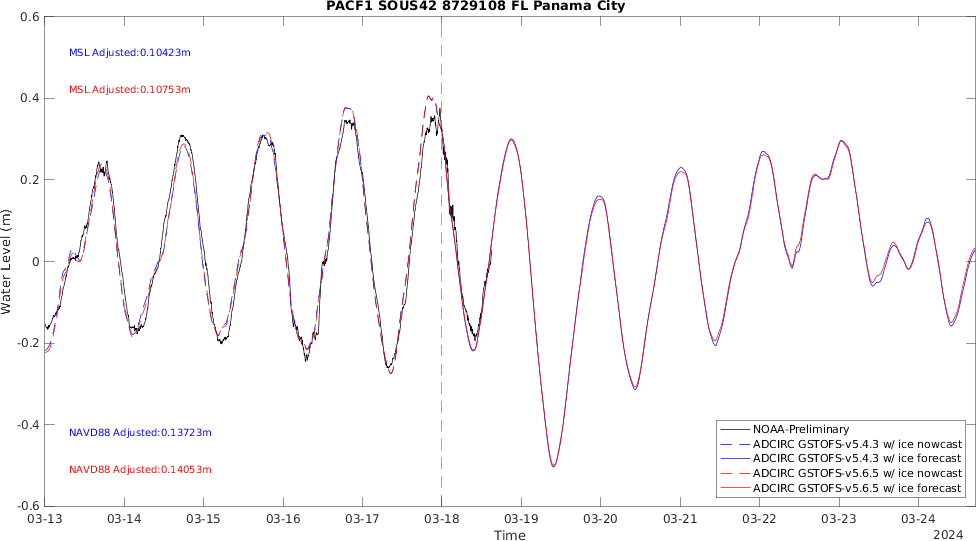 PACF1 SOUS42 8729108 FL Panama City
0.6
0.4
0.2
0
-0.2
-0.4
-0.6
Water Level (m)
MSL Adjusted:0.10423m
MSL Adjusted:0.10753m
NAVD88 Adjusted:0.13723m
NAVD88 Adjusted:0.14053m
NOAA-Preliminary
ADCIRC GSTOFS-v5.4.3 w/ ice nowcast
ADCIRC GSTOFS-v5.4.3 w/ ice forecast
ADCIRC GSTOFS-v5.6.5 w/ ice nowcast
ADCIRC GSTOFS-v5.6.5 w/ ice forecast
03-13 03-14 03-15 03-16 03-17 03-18 03-19 03-20 03-21 03-22 03-23 03-24
Time
2024